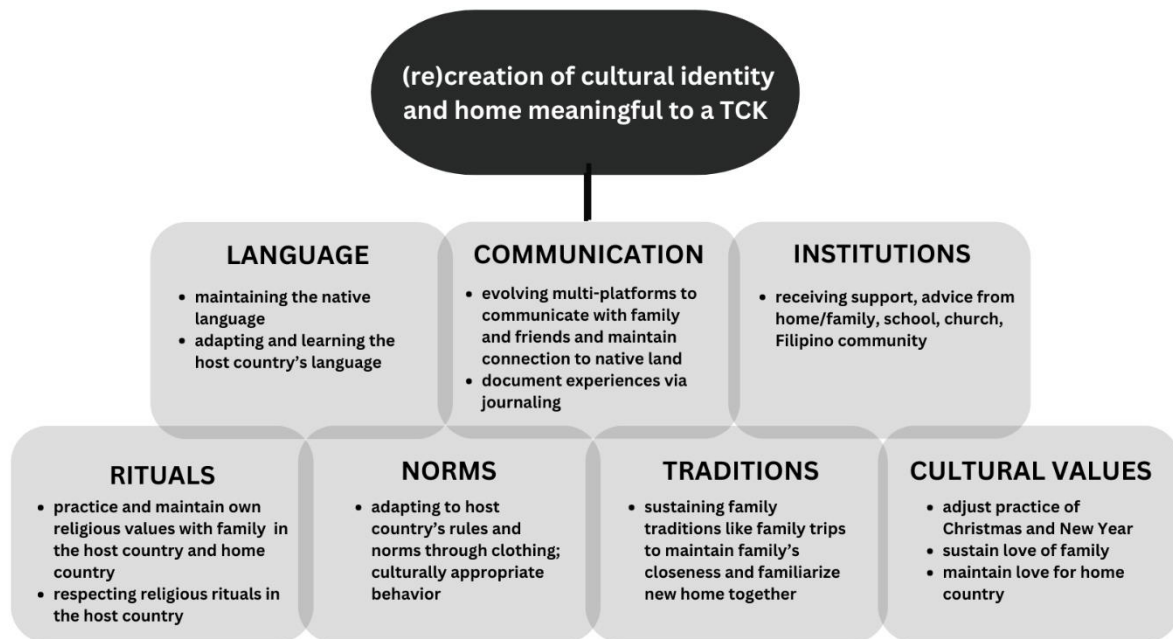 (re)creation of cultural identity
and home meaningful to a TCK
LANGUAGE
• maintaining the native
language
• adapting and learning the
host country's language
COMMUNICATION
• evolving multi-platforms to
communicate with family
and friends and maintain
connection to native land
• document experiences via
journaling
INSTITUTIONS
• receiving support, advice from
home/family, school, church,
Filipino community
RITUALS
• practice and maintain own
religious values with family in
the host country and home
country
• respecting religious rituals in
the host country
NORMS
• adapting to host
country's rules and
norms through clothing;
culturally appropriate
behavior
TRADITIONS
• sustaining family
traditions like family trips
to maintain family's
closeness and familiarize
new home together
CULTURAL VALUES
• adjust practice of
Christmas and New Year
• sustain love of family
• maintain love for home
country